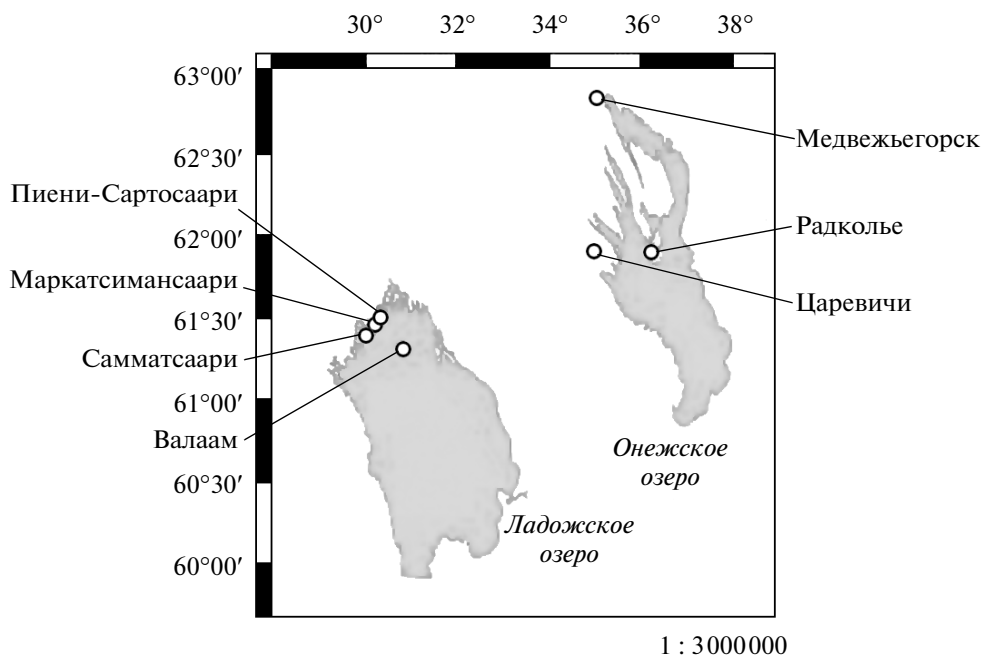 30° 32° 34° 36° 38°
63°00′
62°30′
62°00′
61°30′
61°00′
60°30′
60°00′
Пиени-Сартосаари
Маркатсимансаари
Самматсаари
Валаам
Медвежьегорск
Радколье
Царевичи
Онежское
озеро
Ладожское
озеро
1 : 3000000